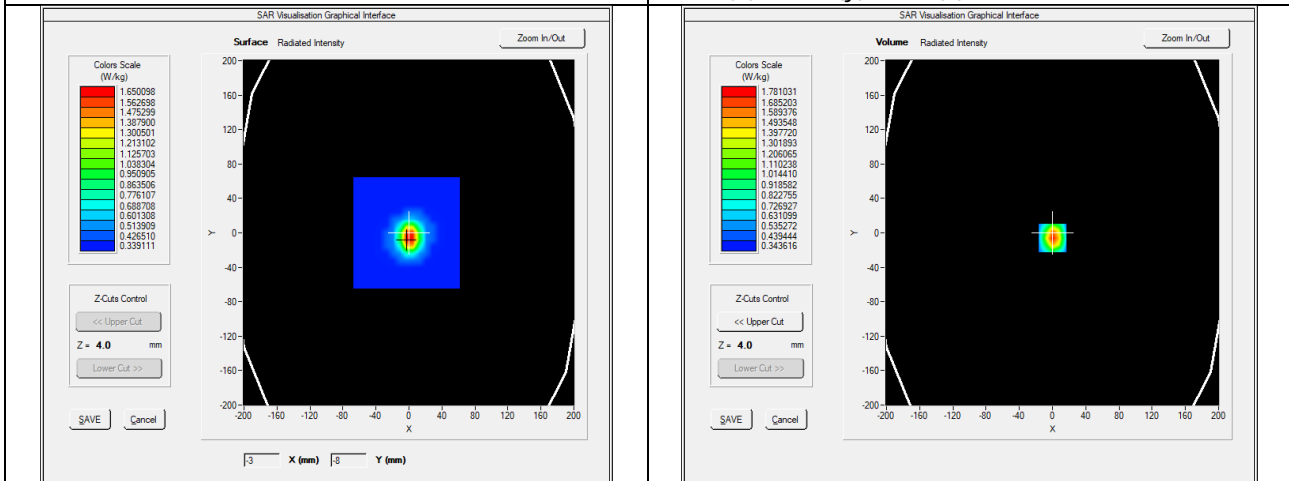 SAR Visualisation Graphical Interface
Surface Radiated Intensity
Zoom In/Out
Colors Scale
(W/kg)
1.650098
1.562698
1.475299
1.387900
1.300501
1.213102
1.125703
1.038304
0.950905
0.863506
0.776107
0.688708
0.601308
0.513909
0.426510
0.339111
Z-Cuts Control
<< Upper Cut
Z = 4.0 mm
Lower Cut >>
SAVE Cancel
200
160
120
80
40
0
-40
-80
-120
-160
-200
Y
-200 -160 -120 -80 -40 0 40 80 120 160 200
X
-3 X (mm) -8 Y (mm)
SAR Visualisation Graphical Interface
Volume Radiated Intensity
Zoom In/Out
Colors Scale
(W/kg)
1.781031
1.685203
1.589376
1.493548
1.397720
1.301893
1.206065
1.110238
1.014410
0.918582
0.822755
0.726927
0.631099
0.535272
0.439444
0.343616
Z-Cuts Control
<< Upper Cut
Z = 4.0 mm
Lower Cut >>
SAVE Cancel
200
160
120
80
40
0
-40
-80
-120
-160
-200
Y
-200 -160 -120 -80 -40 0 40 80 120 160 200
X